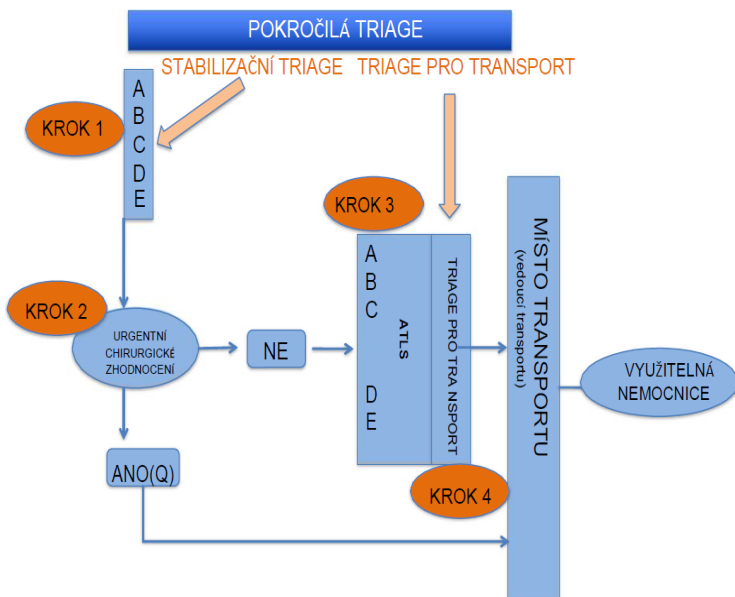 POKROČILÁ TRIAGE
STABILIZAČNÍ TRIAGE TRIAGE PRO TRANSPORT
KROK 1
A
B
C
D
E
KROK 2
URGENTNÍ
CHIRURGICKÉ
ZHODNOCENÍ
NE
ANO(Q)
KROK 3
A
B
C
D
E
ATLS
TRIAGE PRO TRA NSPORT
KROK 4
MÍSTO TRANSPORTU
(vedoucí transportu)
VYUŽITELNÁ
NEMOCNICE